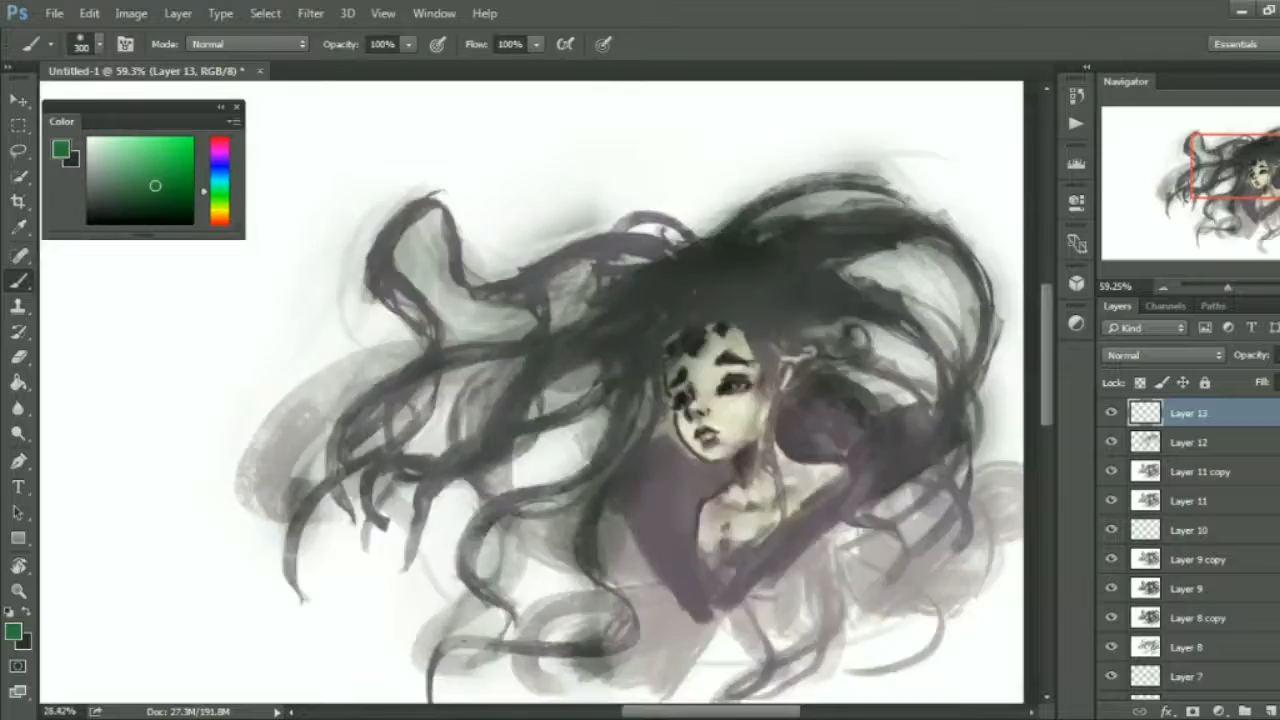 Ps File Edit Image Layer Type Select Filter 3D View Window Help
300 Mode: Normal Opacity: 100% Flow: 100% Essentials
Untitled-1 @ 59.3% (Layer 13, RGB/8) * ×
Color
Navigator
59.25%
Layers Channels Paths
Kind T
Normal Opacity:
Lock: Fill:
Layer 13
Layer 12
Layer 11 copy
Layer 11
Layer 10
Layer 9 copy
Layer 9
Layer 8 copy
Layer 8
Layer 7
T
28.42% Doc: 27.3M/191.8M
fx